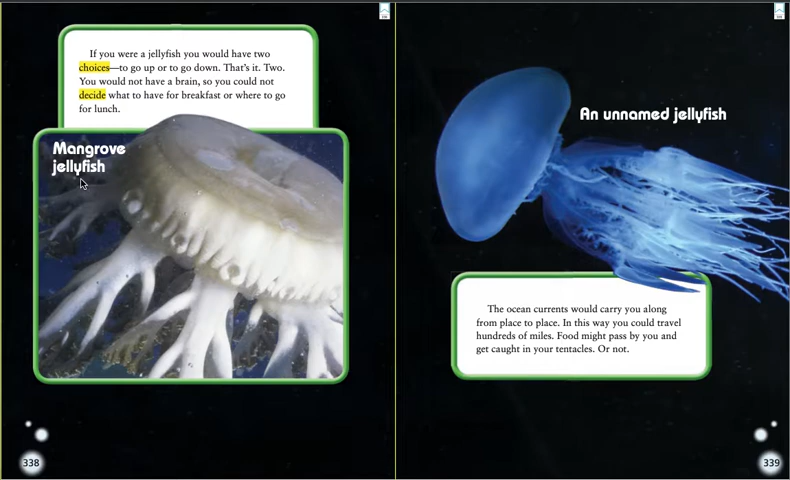 If you were a jellyfish you would have two
choices—to go up or to go down. That's it. Two.
You would not have a brain, so you could not
decide what to have for breakfast or where to go
for lunch.
Mangrove
jellyfish
338
An unnamed jellyfish
The ocean currents would carry you along
from place to place. In this way you could travel
hundreds of miles. Food might pass by you and
get caught in your tentacles. Or not.
339